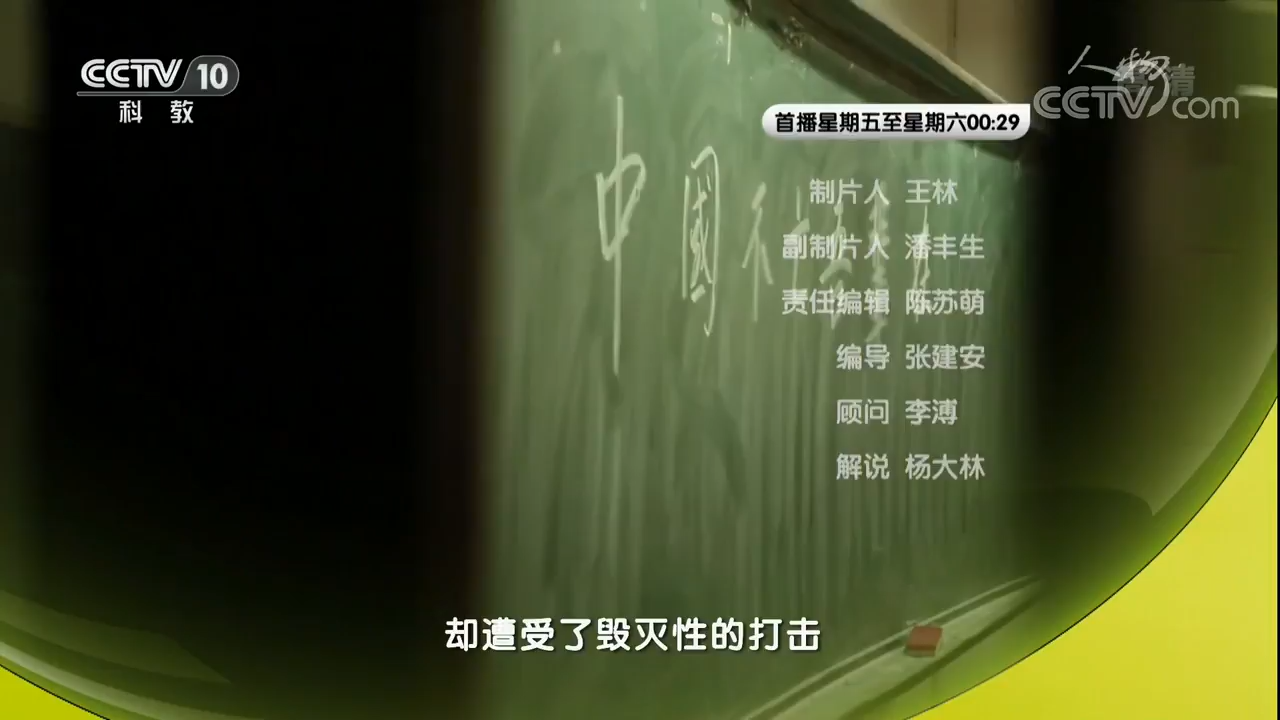 CCTV 10
科教
人物
高清
CCTV.com
首播星期五至星期六00:29
制片人 王林
副制片人 潘丰生
责任编辑 陈苏萌
编导 张建安
顾问 李溥
解说 杨大林
中國
却遭受了毁灭性的打击